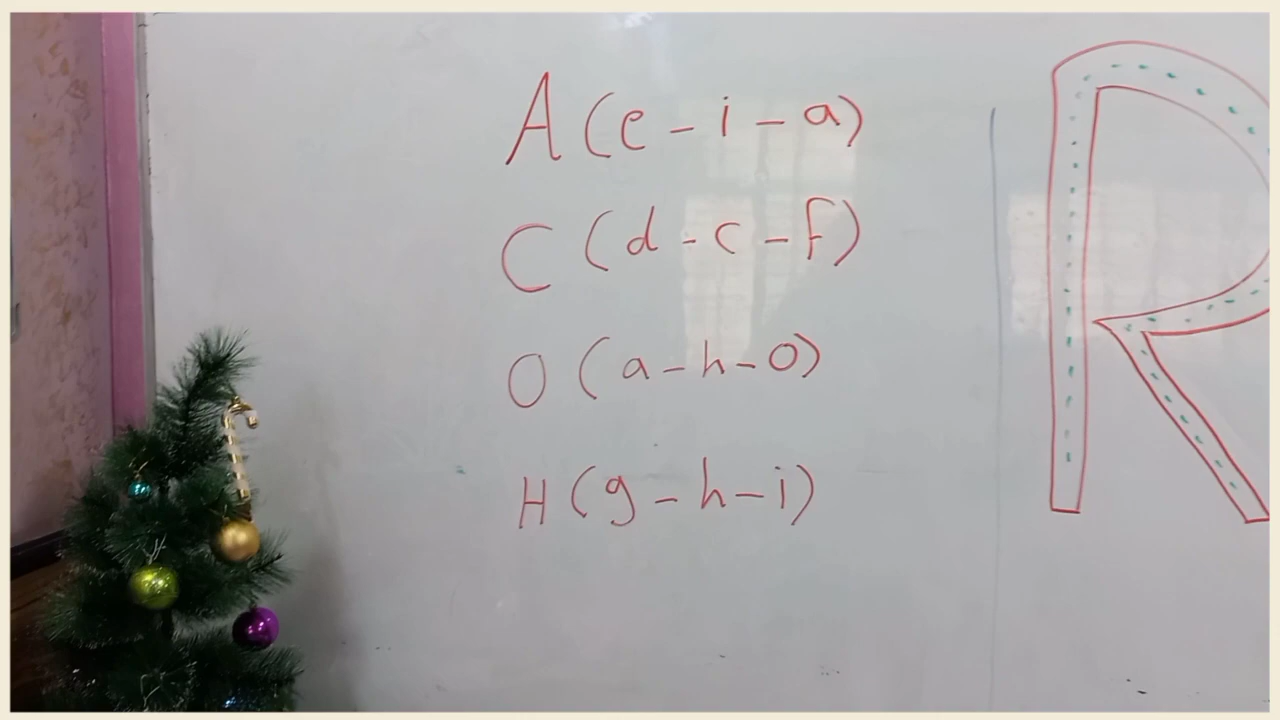 A (e - i - a)
C (d - c - f)
O (a - h - o)
H (g - h - i)
R